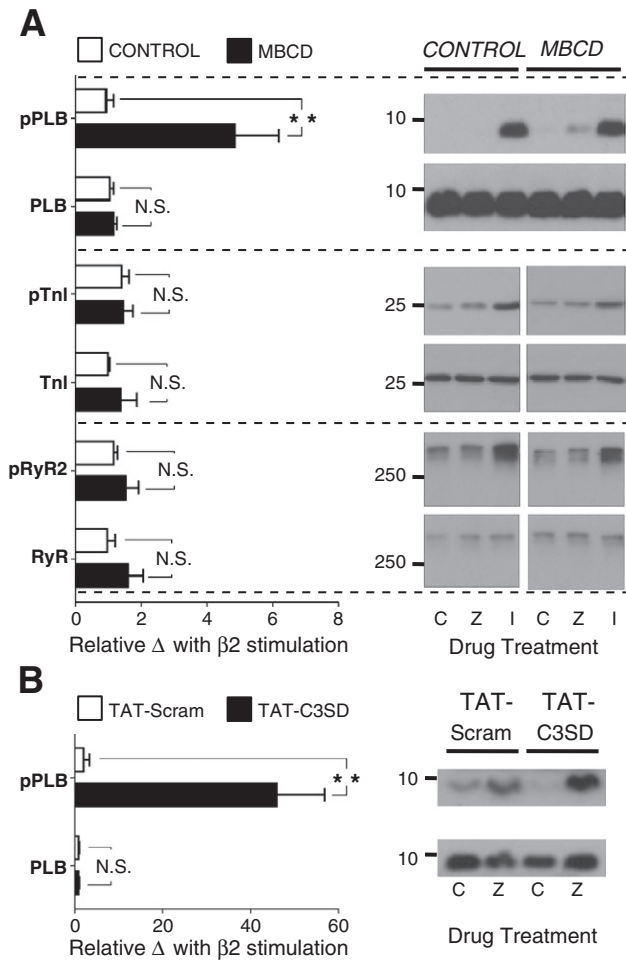 A
CONTROL MBCD
CONTROL MBCD
pPLB
* *
10
PLB
N.S.
10
pTnI
N.S.
25
TnI
N.S.
25
pRyR2
N.S.
250
RyR
N.S.
250
0 2 4 6 8
C Z I C Z I
Relative Δ with β2 stimulation
Drug Treatment
B
TAT-Scram TAT-C3SD
TAT- TAT-
Scram C3SD
pPLB
* *
10
PLB
N.S.
10
C Z C Z
0 20 40 60
Relative Δ with β2 stimulation
Drug Treatment